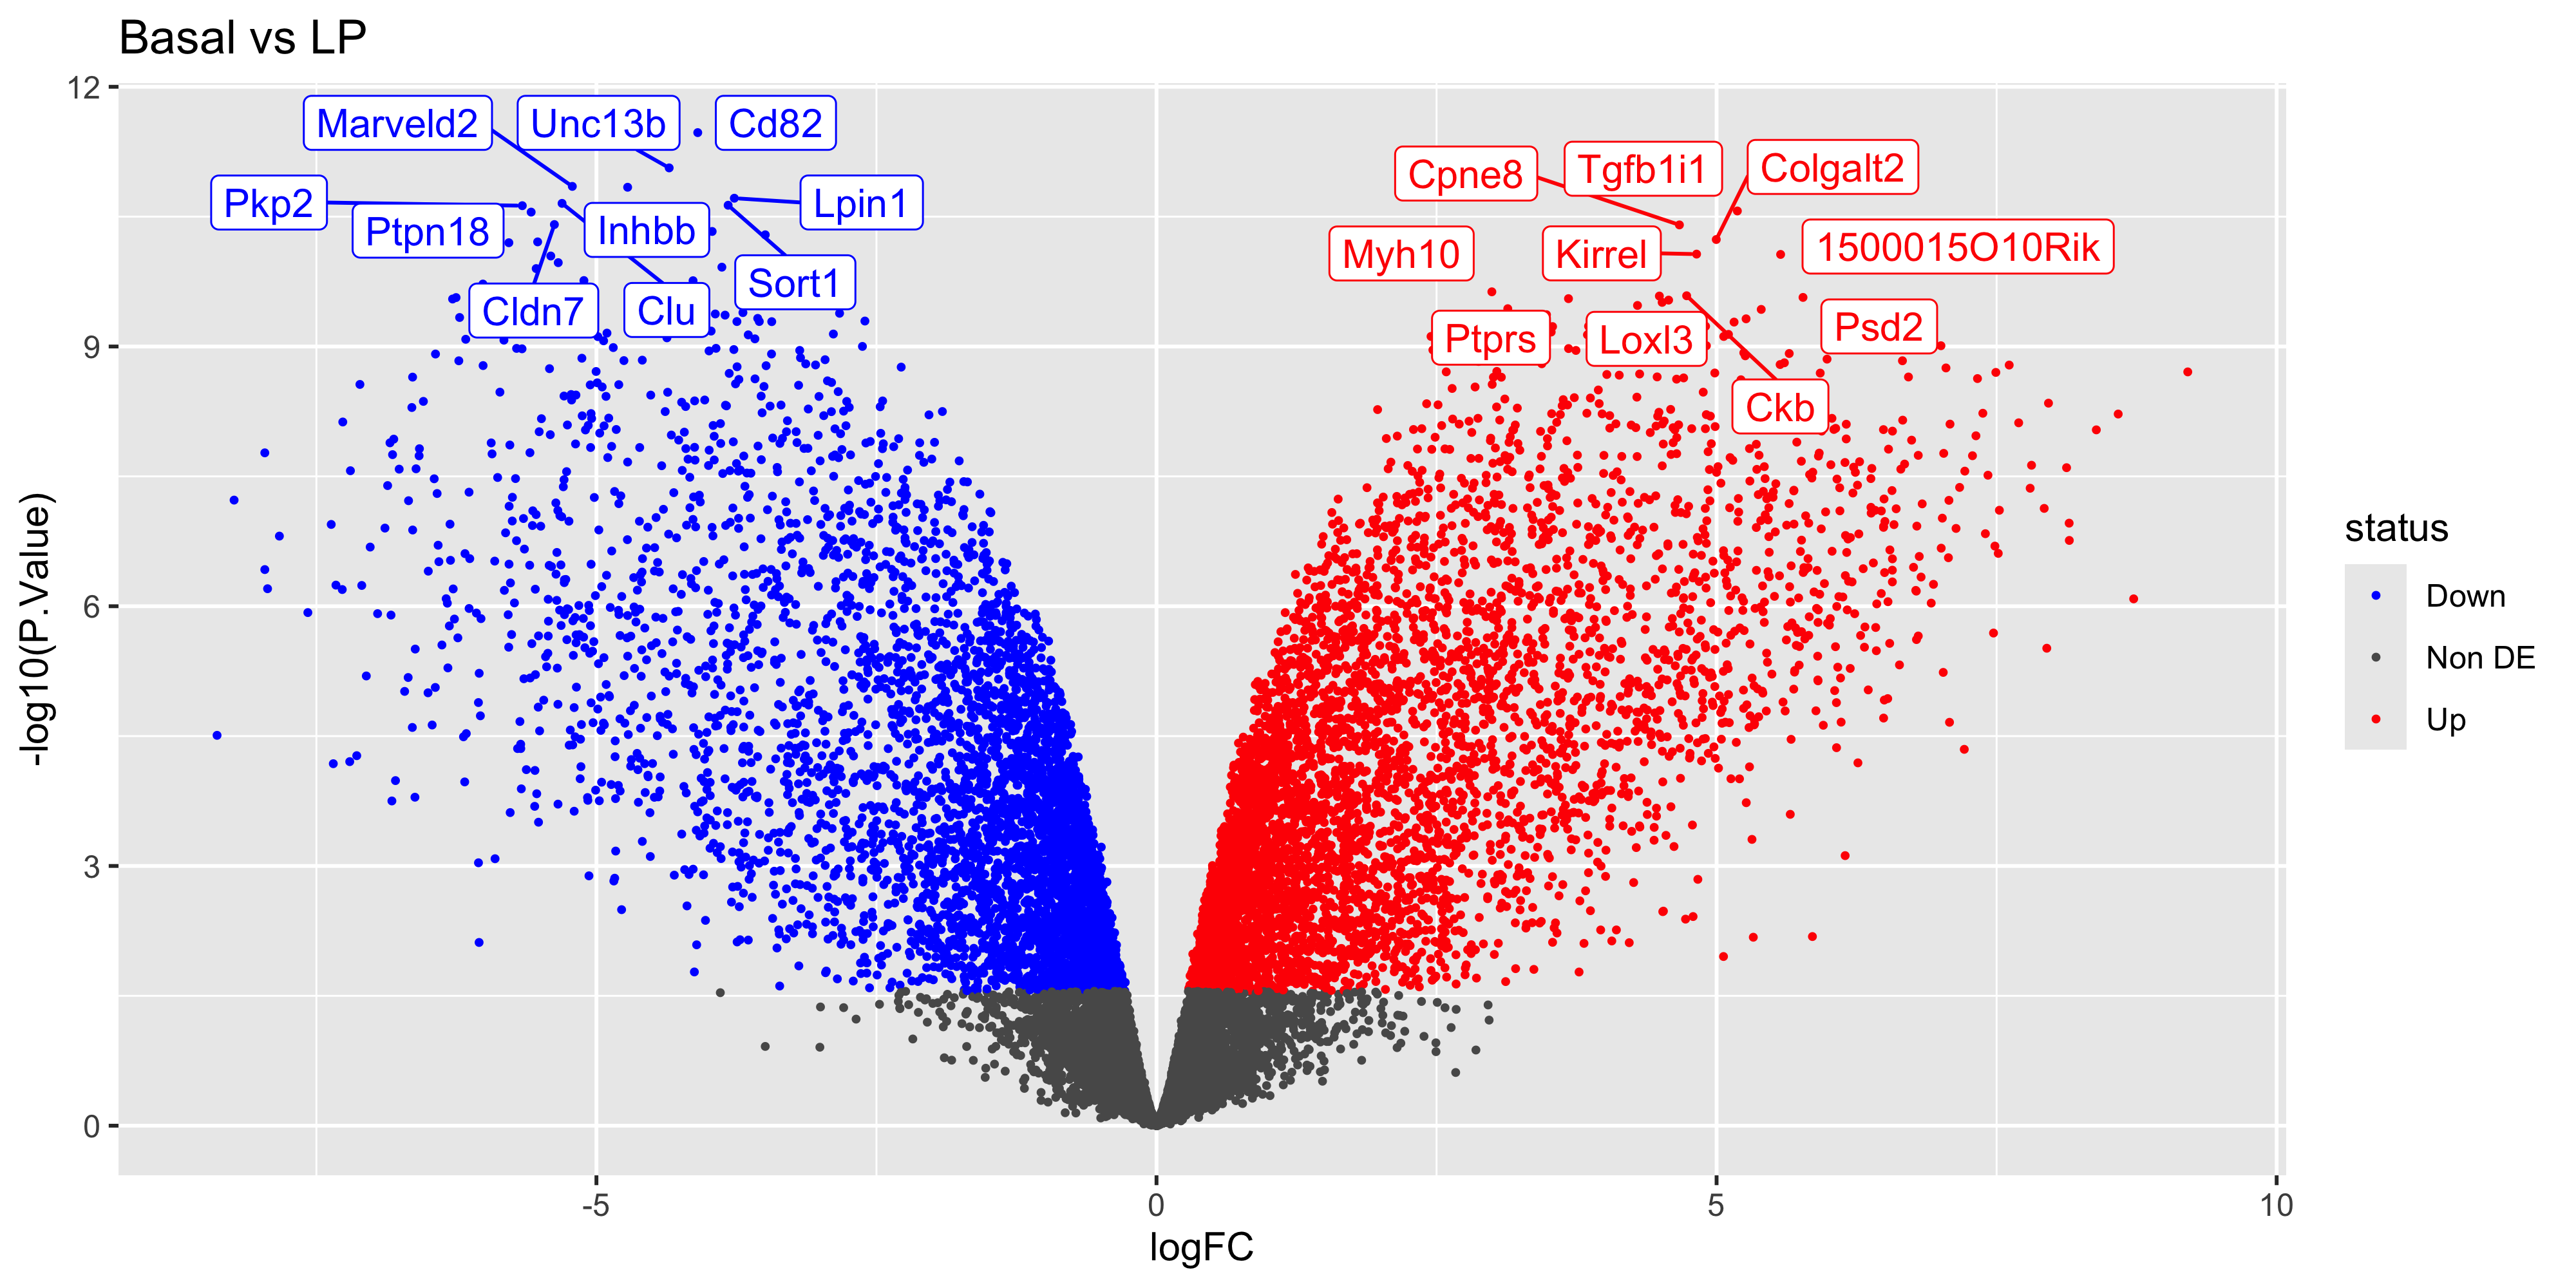 Basal vs LP
12
9
6
3
0
-log10(P.Value)
Marveld2
Unc13b
Cd82
Pkp2
Ptpn18
Inhbb
Lpin1
Sort1
Cldn7
Clu
Cpne8
Tgfb1i1
Colgalt2
Myh10
Kirrel
1500015O10Rik
Ptprs
Loxl3
Psd2
Ckb
-5
0
5
10
logFC
status
Down
Non DE
Up